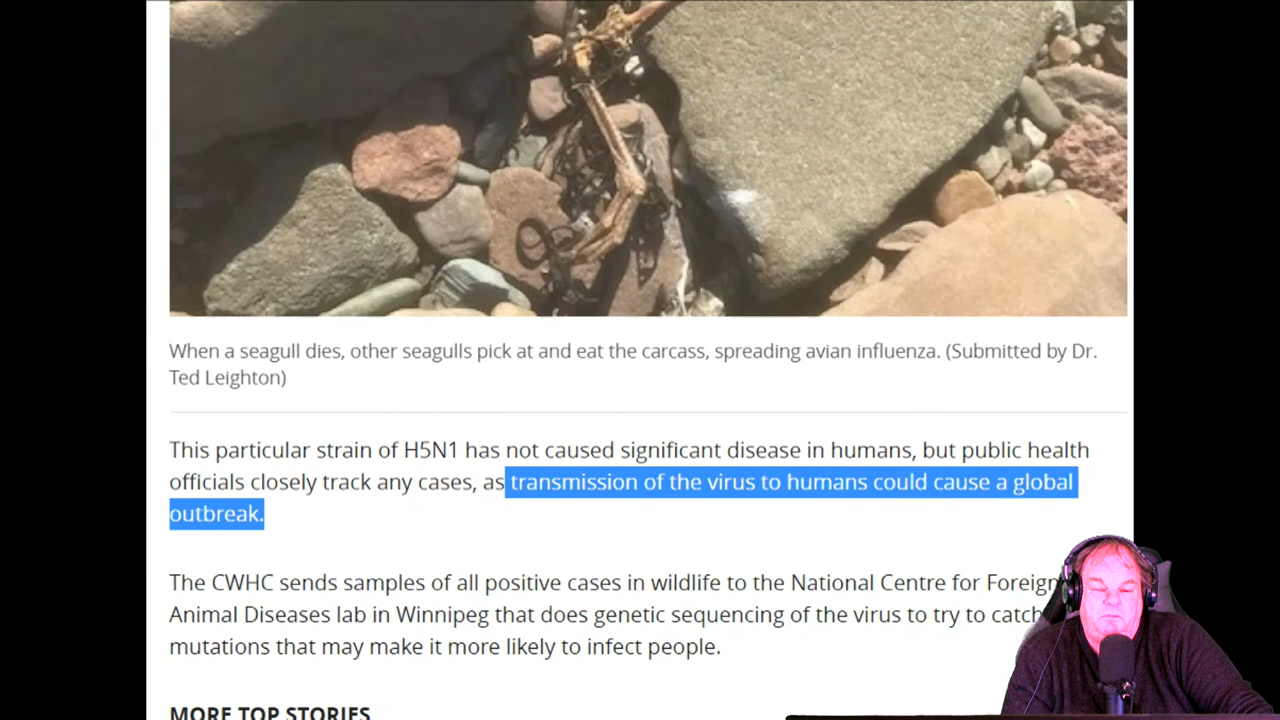 When a seagull dies, other seagulls pick at and eat the carcass, spreading avian influenza. (Submitted by Dr.
Ted Leighton)
This particular strain of H5N1 has not caused significant disease in humans, but public health
officials closely track any cases, as transmission of the virus to humans could cause a global
outbreak.
The CWHC sends samples of all positive cases in wildlife to the National Centre for Foreign
Animal Diseases lab in Winnipeg that does genetic sequencing of the virus to try to catch
mutations that may make it more likely to infect people.
MORE TOP STORIES